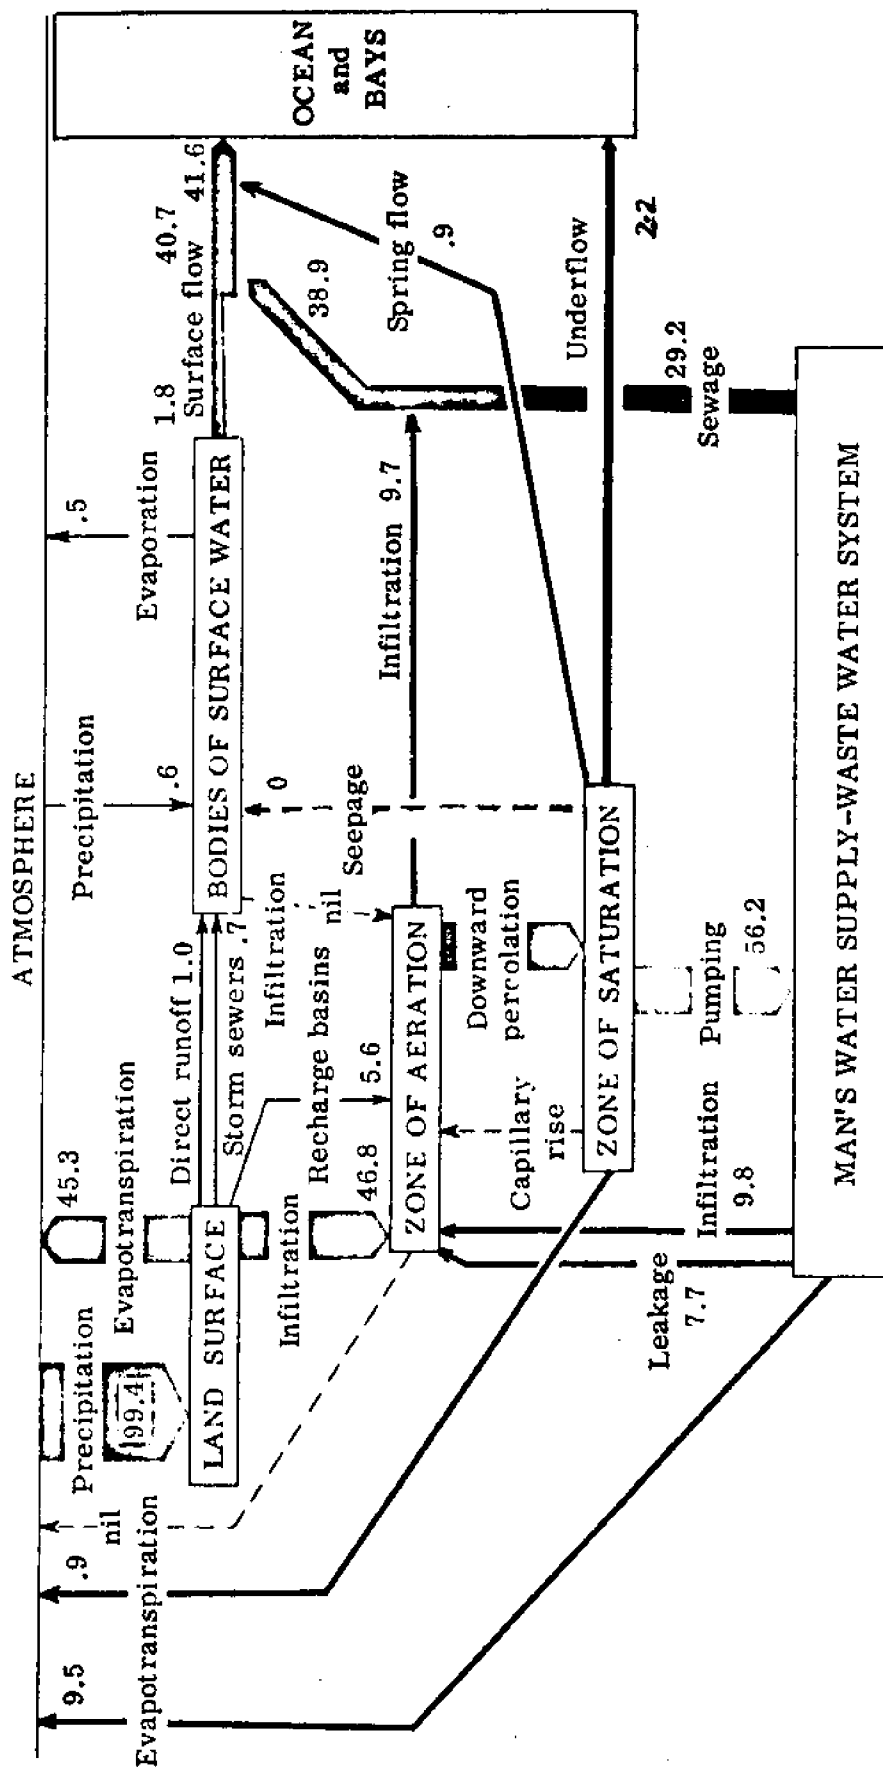 ATMOSPHERE
9.5
.9
nil
Evapotranspiration
Precipitation
99.4
45.3
Evapotranspiration
Precipitation
.6
Evaporation
.5
LAND SURFACE
Direct runoff 1.0
Storm sewers .7
BODIES OF SURFACE WATER
1.8
Surface flow
40.7
41.6
OCEAN
and
BAYS
Infiltration
46.8
Recharge basins
5.6
Infiltration
nil
Seepage
0
38.9
Spring flow
.9
ZONE OF AERATION
Infiltration 9.7
Capillary
rise
Downward
percolation
Underflow
2.2
ZONE OF SATURATION
Leakage
7.7
Infiltration
9.8
Pumping
56.2
Sewage
29.2
MAN'S WATER SUPPLY-WASTE WATER SYSTEM